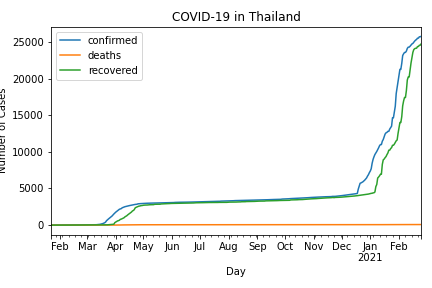 COVID-19 in Thailand
confirmed
deaths
recovered
25000
20000
15000
10000
5000
0
Number of Cases
Feb Mar Apr May Jun Jul Aug Sep Oct Nov Dec Jan Feb
2021
Day